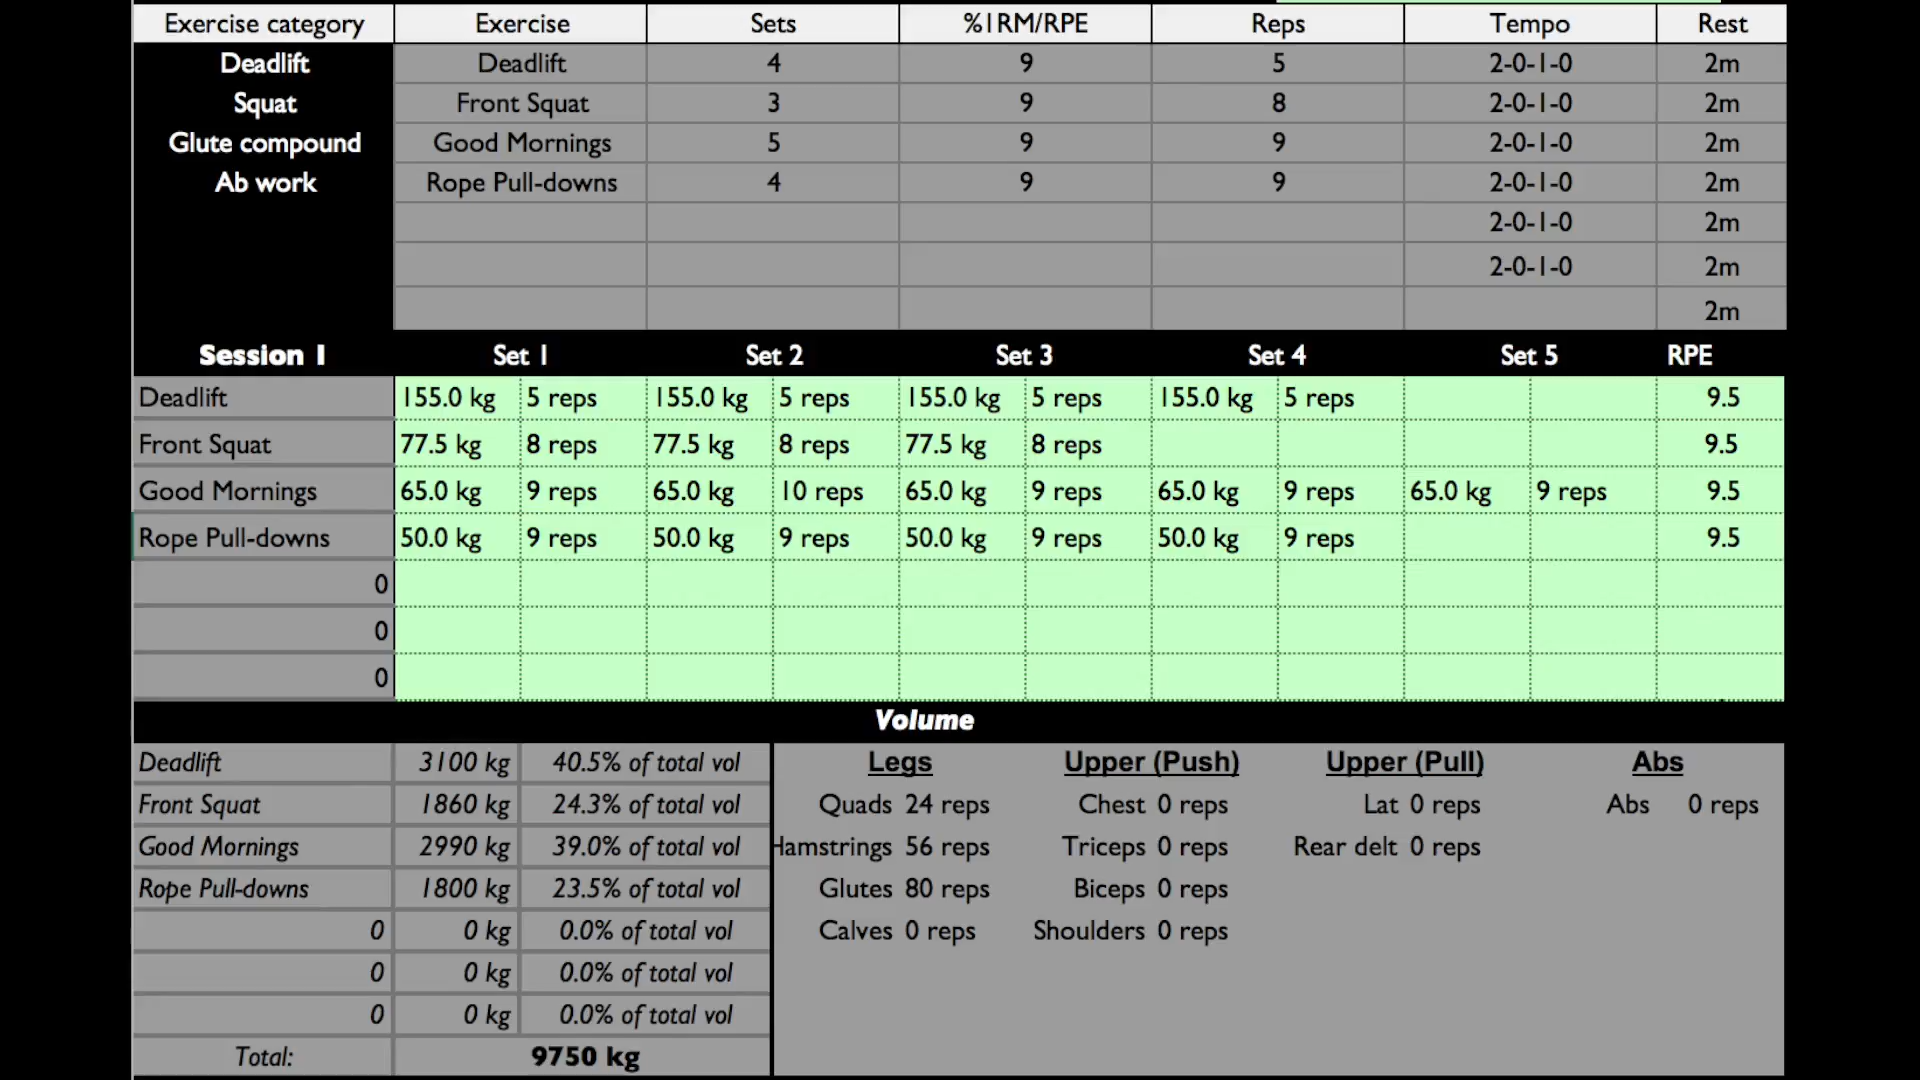 Exercise category Exercise Sets %1RM/RPE Reps Tempo Rest
Deadlift Deadlift 4 9 5 2-0-1-0 2m
Squat Front Squat 3 9 8 2-0-1-0 2m
Glute compound Good Mornings 5 9 9 2-0-1-0 2m
Ab work Rope Pull-downs 4 9 9 2-0-1-0 2m
2-0-1-0 2m
2-0-1-0 2m
2m
Session 1 Set 1 Set 2 Set 3 Set 4 Set 5 RPE
Deadlift 155.0 kg 5 reps 155.0 kg 5 reps 155.0 kg 5 reps 155.0 kg 5 reps 9.5
Front Squat 77.5 kg 8 reps 77.5 kg 8 reps 77.5 kg 8 reps 9.5
Good Mornings 65.0 kg 9 reps 65.0 kg 10 reps 65.0 kg 9 reps 65.0 kg 9 reps 65.0 kg 9 reps 9.5
Rope Pull-downs 50.0 kg 9 reps 50.0 kg 9 reps 50.0 kg 9 reps 50.0 kg 9 reps 9.5
0
0
0
Volume
Deadlift 3100 kg 40.5% of total vol Legs Upper (Push) Upper (Pull) Abs
Front Squat 1860 kg 24.3% of total vol Quads 24 reps Chest 0 reps Lat 0 reps Abs 0 reps
Good Mornings 2990 kg 39.0% of total vol Hamstrings 56 reps Triceps 0 reps Rear delt 0 reps
Rope Pull-downs 1800 kg 23.5% of total vol Glutes 80 reps Biceps 0 reps
0 0 kg 0.0% of total vol Calves 0 reps Shoulders 0 reps
0 0 kg 0.0% of total vol
0 0 kg 0.0% of total vol
Total: 9750 kg